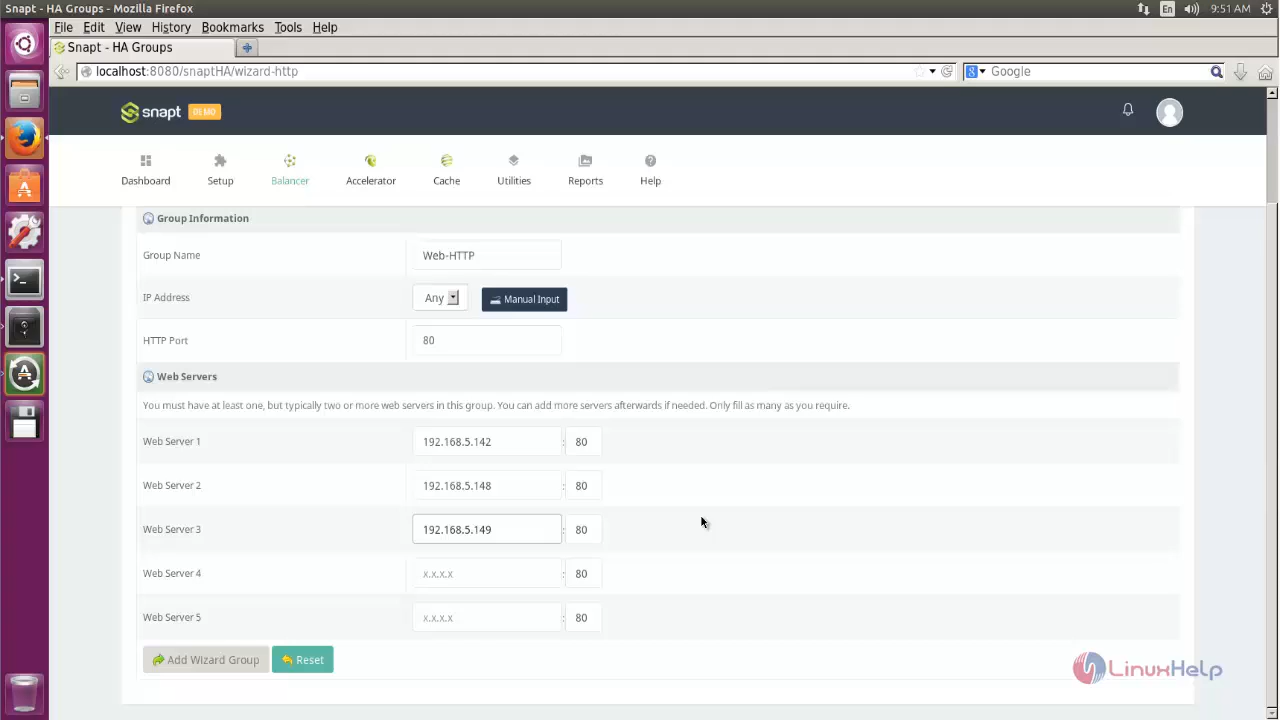 Snapt - HA Groups - Mozilla Firefox
En
9:51 AM
File Edit View History Bookmarks Tools Help
Snapt - HA Groups
localhost:8080/snaptHA/wizard-http
Google
snapt DEMO
Dashboard Setup Balancer Accelerator Cache Utilities Reports Help
Group Information
Group Name Web-HTTP
IP Address Any Manual Input
HTTP Port 80
Web Servers
You must have at least one, but typically two or more web servers in this group. You can add more servers afterwards if needed. Only fill as many as you require.
Web Server 1 192.168.5.142 : 80
Web Server 2 192.168.5.148 : 80
Web Server 3 192.168.5.149 : 80
Web Server 4 x.x.x.x : 80
Web Server 5 x.x.x.x : 80
Add Wizard Group Reset
LinuxHelp